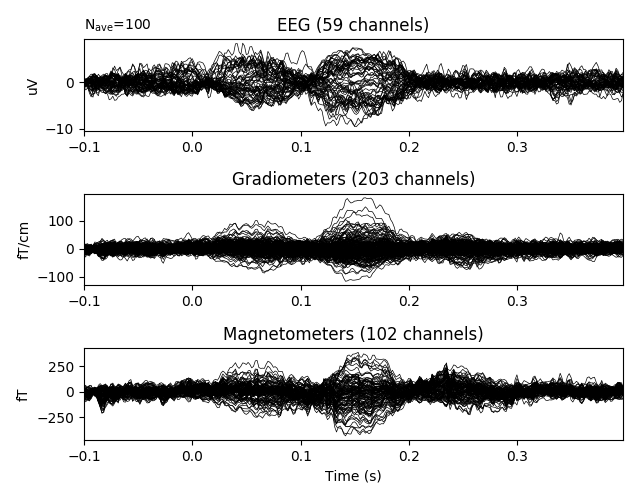 N_ave=100
EEG (59 channels)
uV
0
−10
−0.1 0.0 0.1 0.2 0.3
Gradiometers (203 channels)
fT/cm
100
0
−100
−0.1 0.0 0.1 0.2 0.3
Magnetometers (102 channels)
fT
250
0
−250
−0.1 0.0 0.1 0.2 0.3
Time (s)